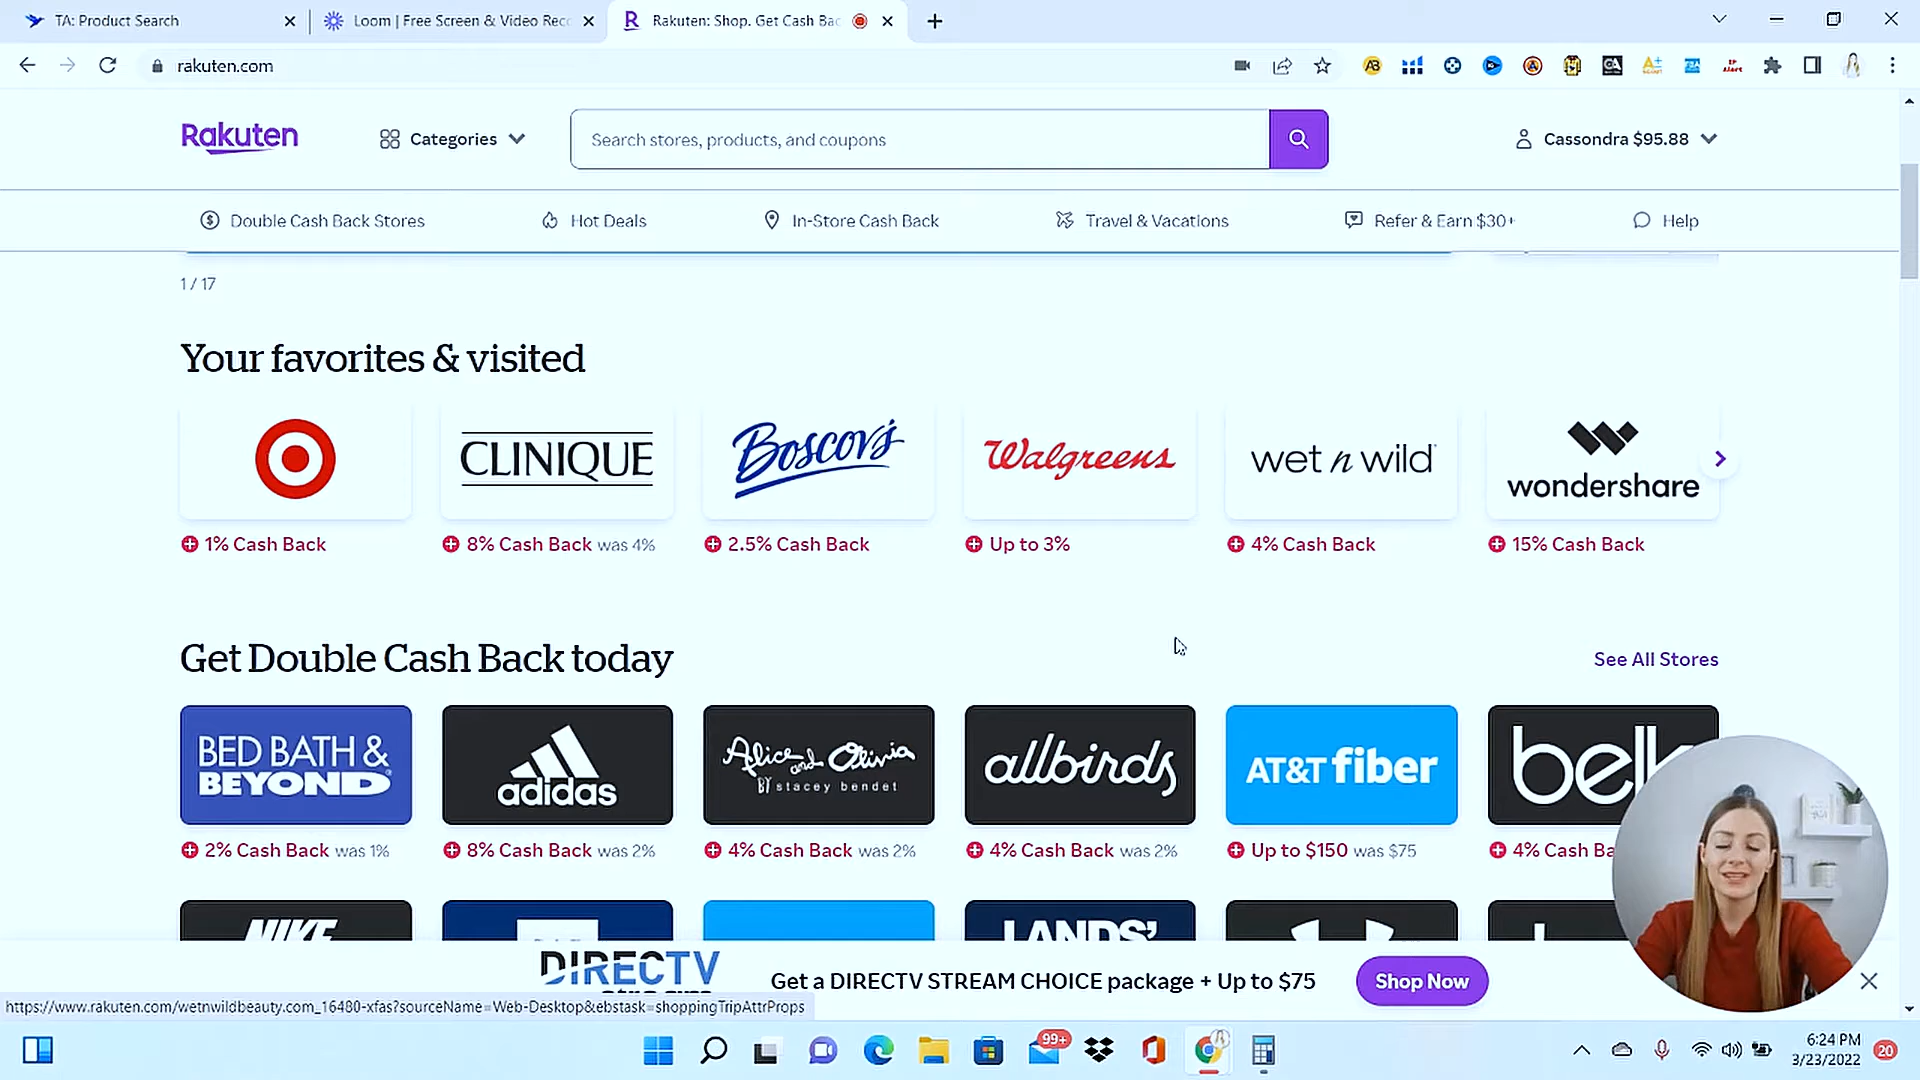 TA: Product Search
Loom | Free Screen & Video Rec
Rakuten: Shop. Get Cash Bac
rakuten.com
Rakuten
Categories
Search stores, products, and coupons
Cassondra $95.88
Double Cash Back Stores
Hot Deals
In-Store Cash Back
Travel & Vacations
Refer & Earn $30+
Help
1 / 17
Your favorites & visited
CLINIQUE
Boscov's
Walgreens
wet n wild
wondershare
1% Cash Back
8% Cash Back was 4%
2.5% Cash Back
Up to 3%
4% Cash Back
15% Cash Back
Get Double Cash Back today
See All Stores
BED BATH &
BEYOND
adidas
Alice and Olivia
BY stacey bendet
allbirds
AT&T fiber
belk
2% Cash Back was 1%
8% Cash Back was 2%
4% Cash Back was 2%
4% Cash Back was 2%
Up to $150 was $75
4% Cash Ba
NIKE
LANDS'
DIRECTV
Get a DIRECTV STREAM CHOICE package + Up to $75
Shop Now
https://www.rakuten.com/wetnwildbeauty.com_16480-xfas?sourceName=Web-Desktop&ebstask=shoppingTripAttrProps
99+
6:24 PM
3/23/2022
20